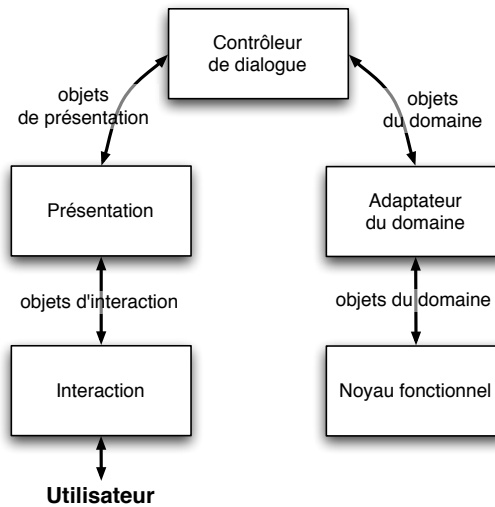 Contrôleur
de dialogue
objets
de présentation
objets
du domaine
Présentation
Adaptateur
du domaine
objets d'interaction
objets du domaine
Interaction
Noyau fonctionnel
Utilisateur